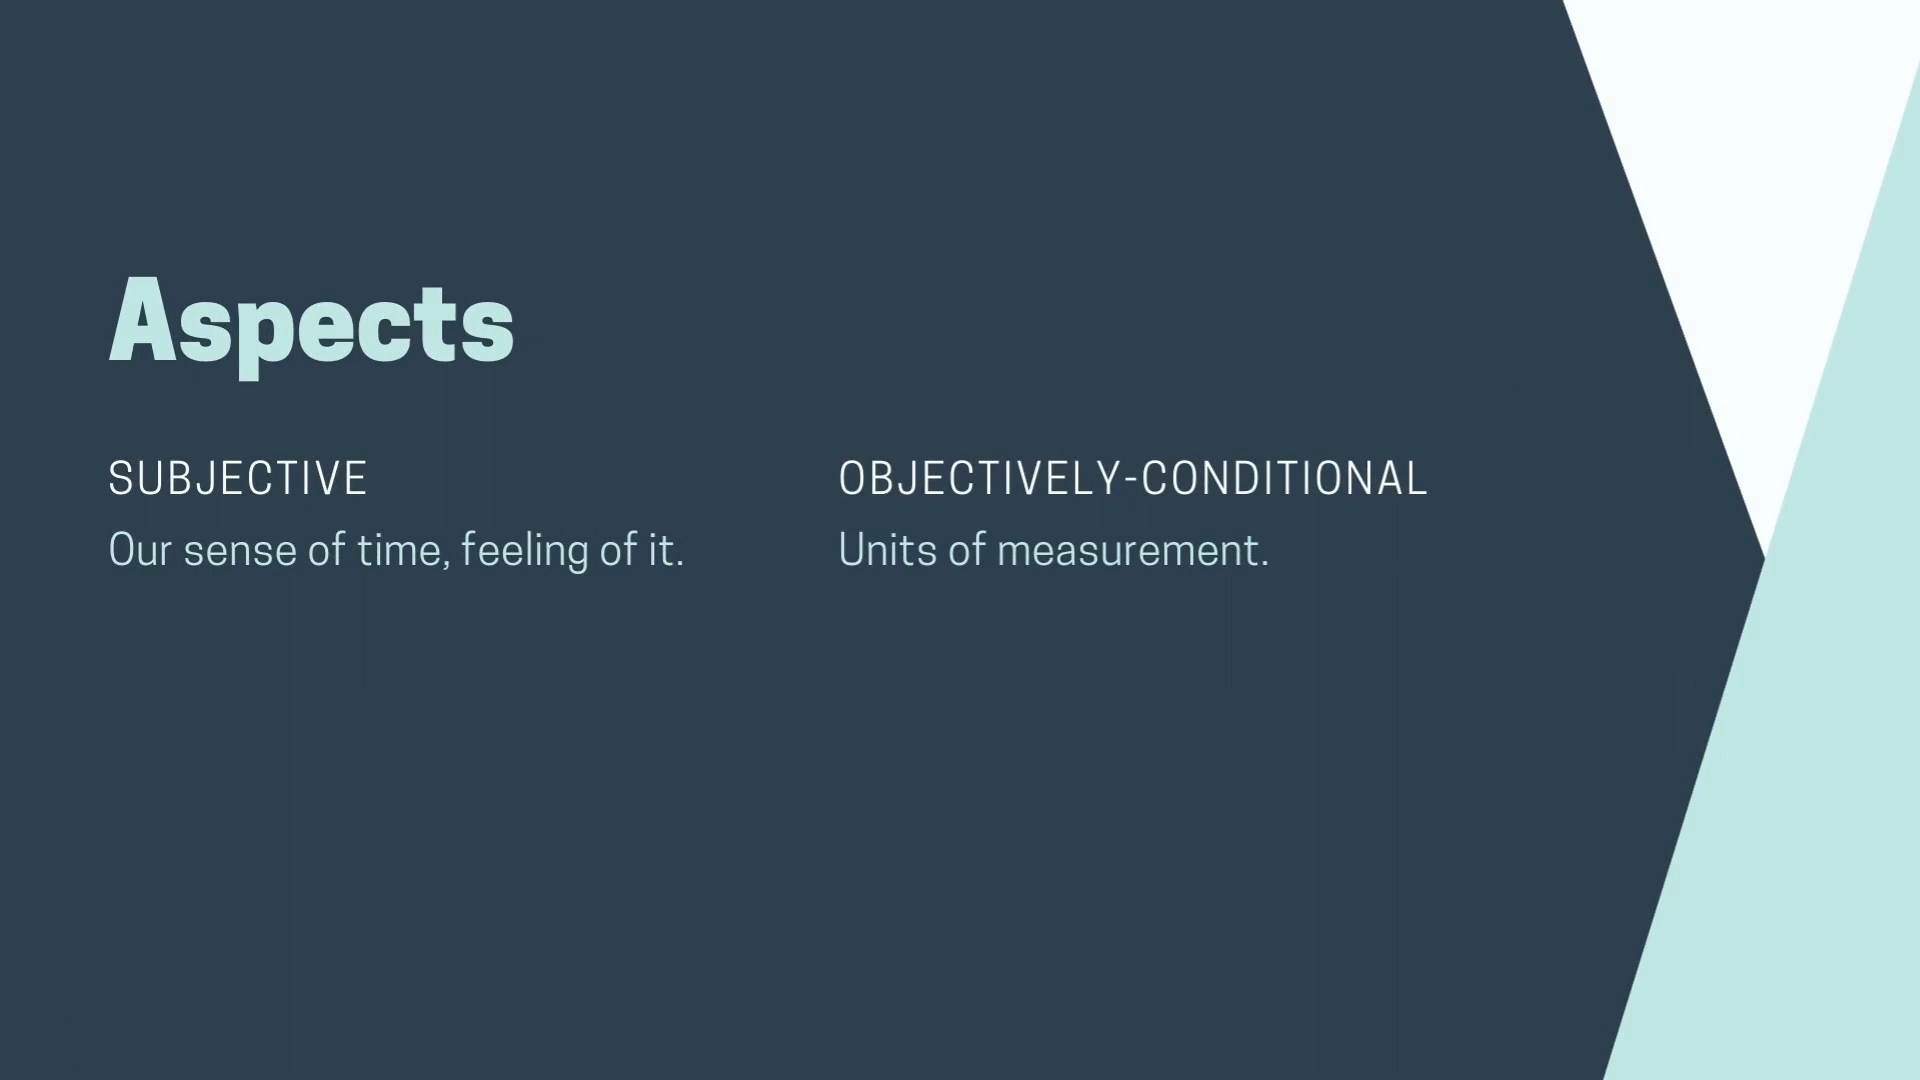 Aspects
SUBJECTIVE
Our sense of time, feeling of it.
OBJECTIVELY-CONDITIONAL
Units of measurement.